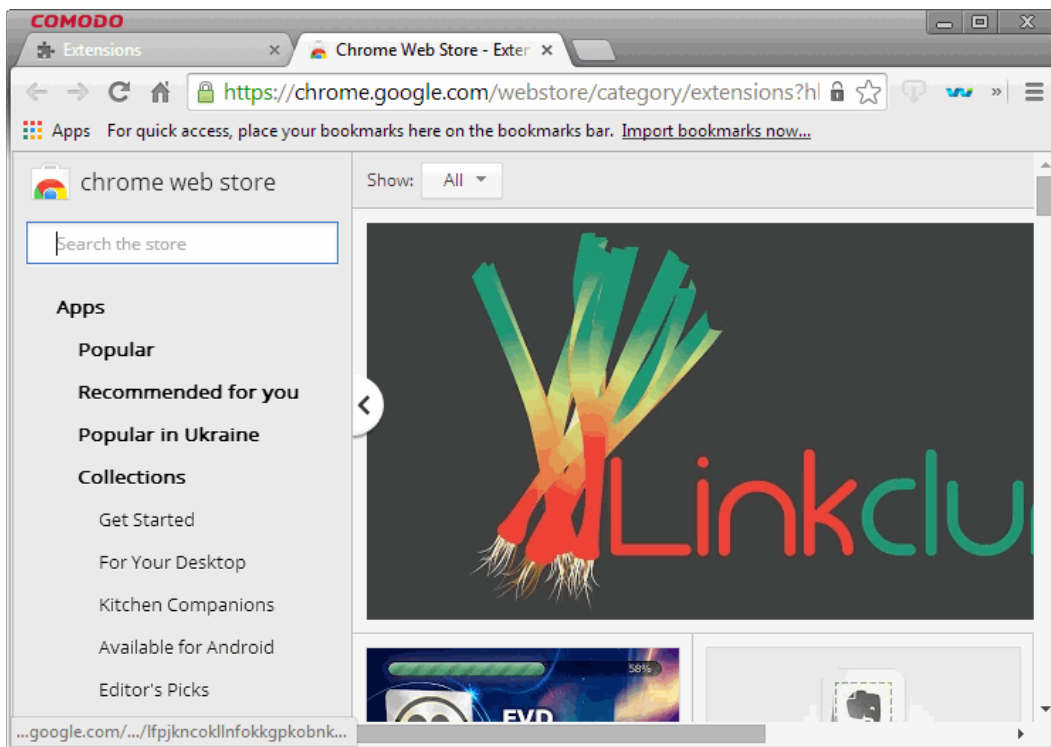 COMODO
Extensions
Chrome Web Store - Exter
https://chrome.google.com/webstore/category/extensions?hl
Apps For quick access, place your bookmarks here on the bookmarks bar. Import bookmarks now...
chrome web store
Show: All
Search the store
Apps
Popular
Recommended for you
Popular in Ukraine
Collections
Get Started
For Your Desktop
Kitchen Companions
Available for Android
Editor's Picks
Linkclu
58%
FVD
...google.com/.../lfpjkncokllnfokkgpkobnk...